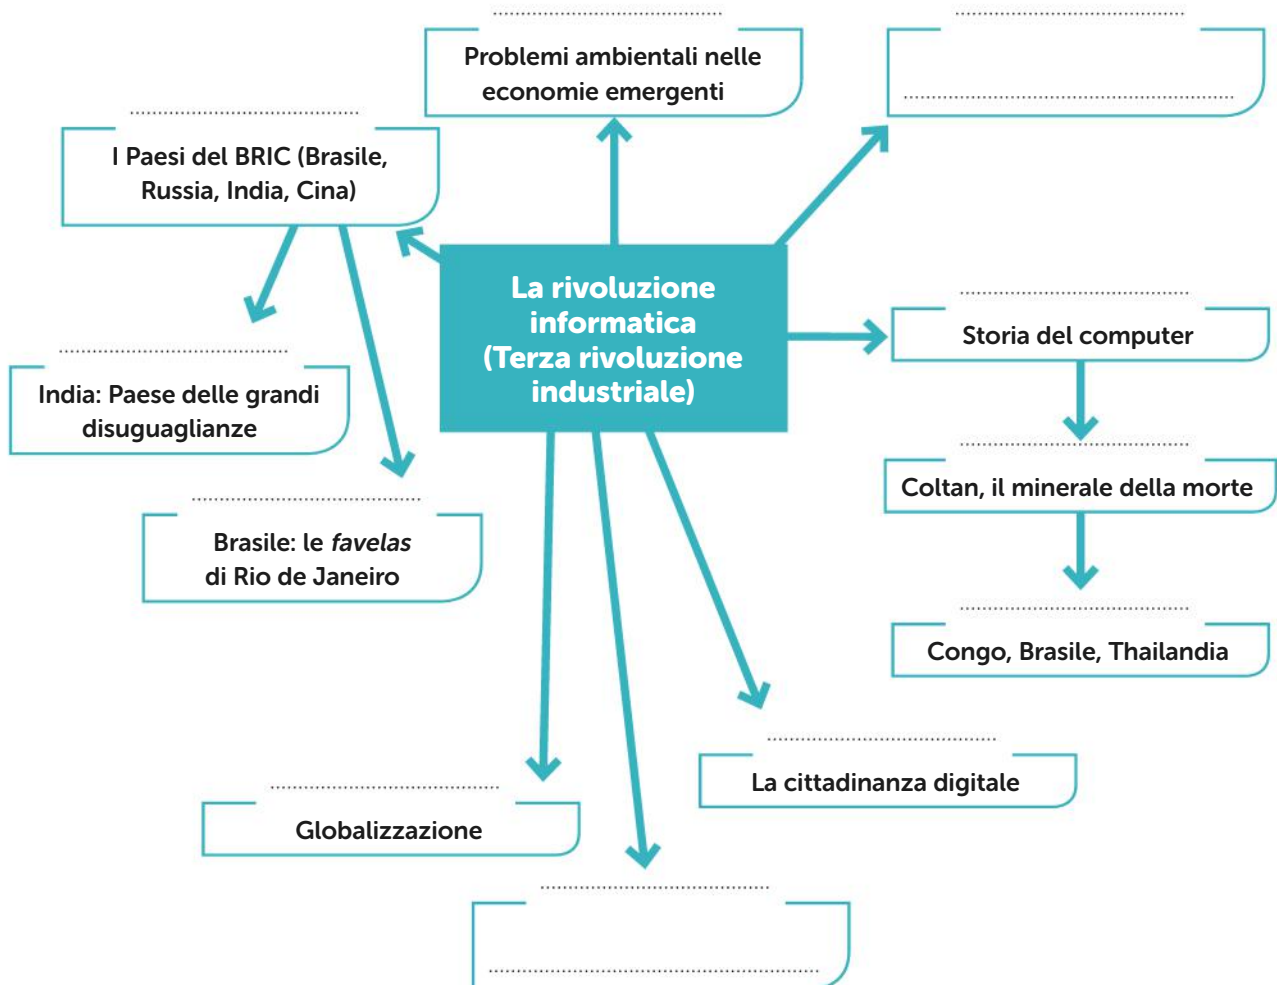 Problemi ambientali nelle
economie emergenti
I Paesi del BRIC (Brasile,
Russia, India, Cina)
La rivoluzione
informatica
(Terza rivoluzione
industriale)
Storia del computer
India: Paese delle grandi
disuguaglianze
Coltan, il minerale della morte
Brasile: le favelas
di Rio de Janeiro
Congo, Brasile, Thailandia
La cittadinanza digitale
Globalizzazione